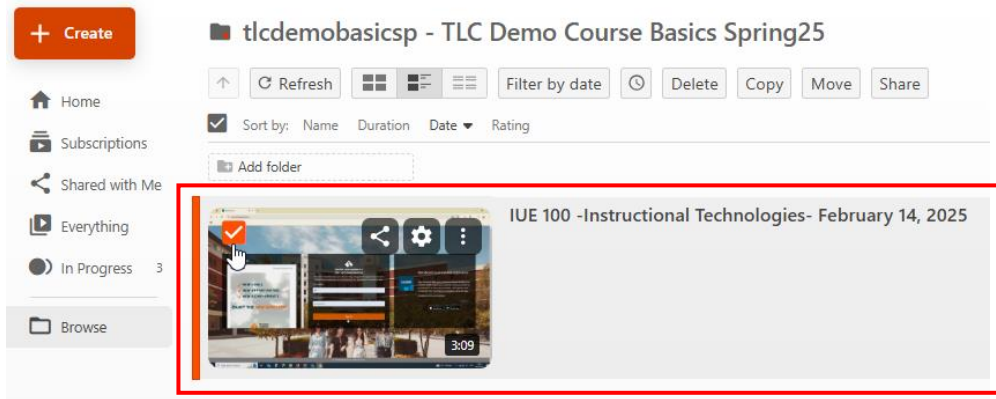 + Create
tlcdemobasicsp - TLC Demo Course Basics Spring25
Refresh
Filter by date
Delete
Copy
Move
Share
Home
Sort by: Name Duration Date Rating
Subscriptions
Add folder
Shared with Me
IUE 100 -Instructional Technologies- February 14, 2025
Everything
In Progress 3
Browse
3:09